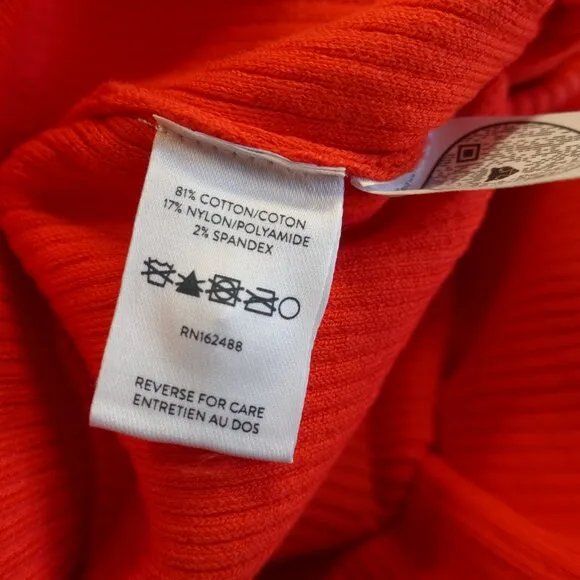 81% COTTON/COTON
17% NYLON/POLYAMIDE
2% SPANDEX
RN162488
REVERSE FOR CARE
ENTRETIEN AU DOS